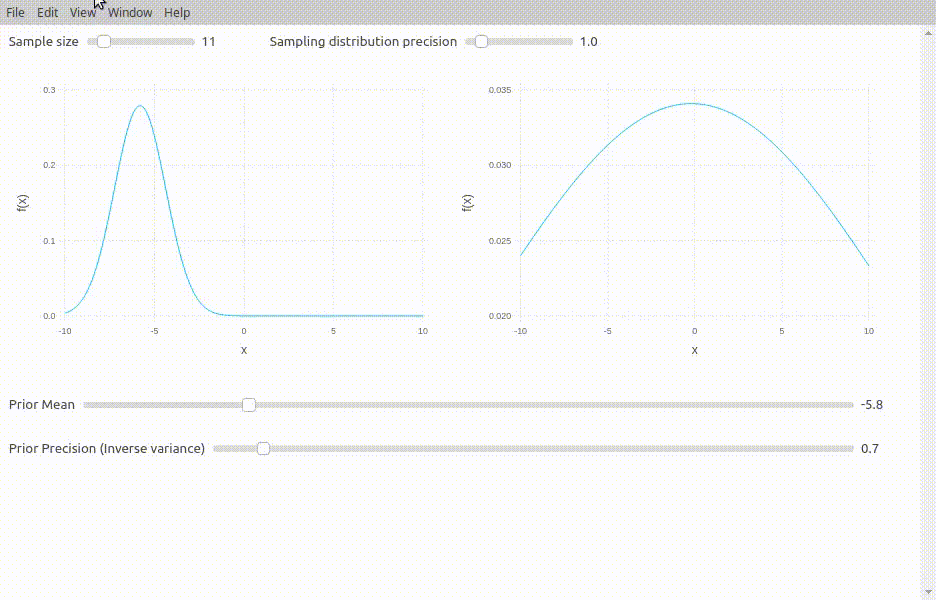 File Edit View Window Help
Sample size 11 Sampling distribution precision 1.0
0.3
0.2
0.1
0.0
f(x)
-10 -5 0 5 10
x
0.035
0.030
0.025
0.020
f(x)
-10 -5 0 5 10
x
Prior Mean -5.8
Prior Precision (Inverse variance) 0.7